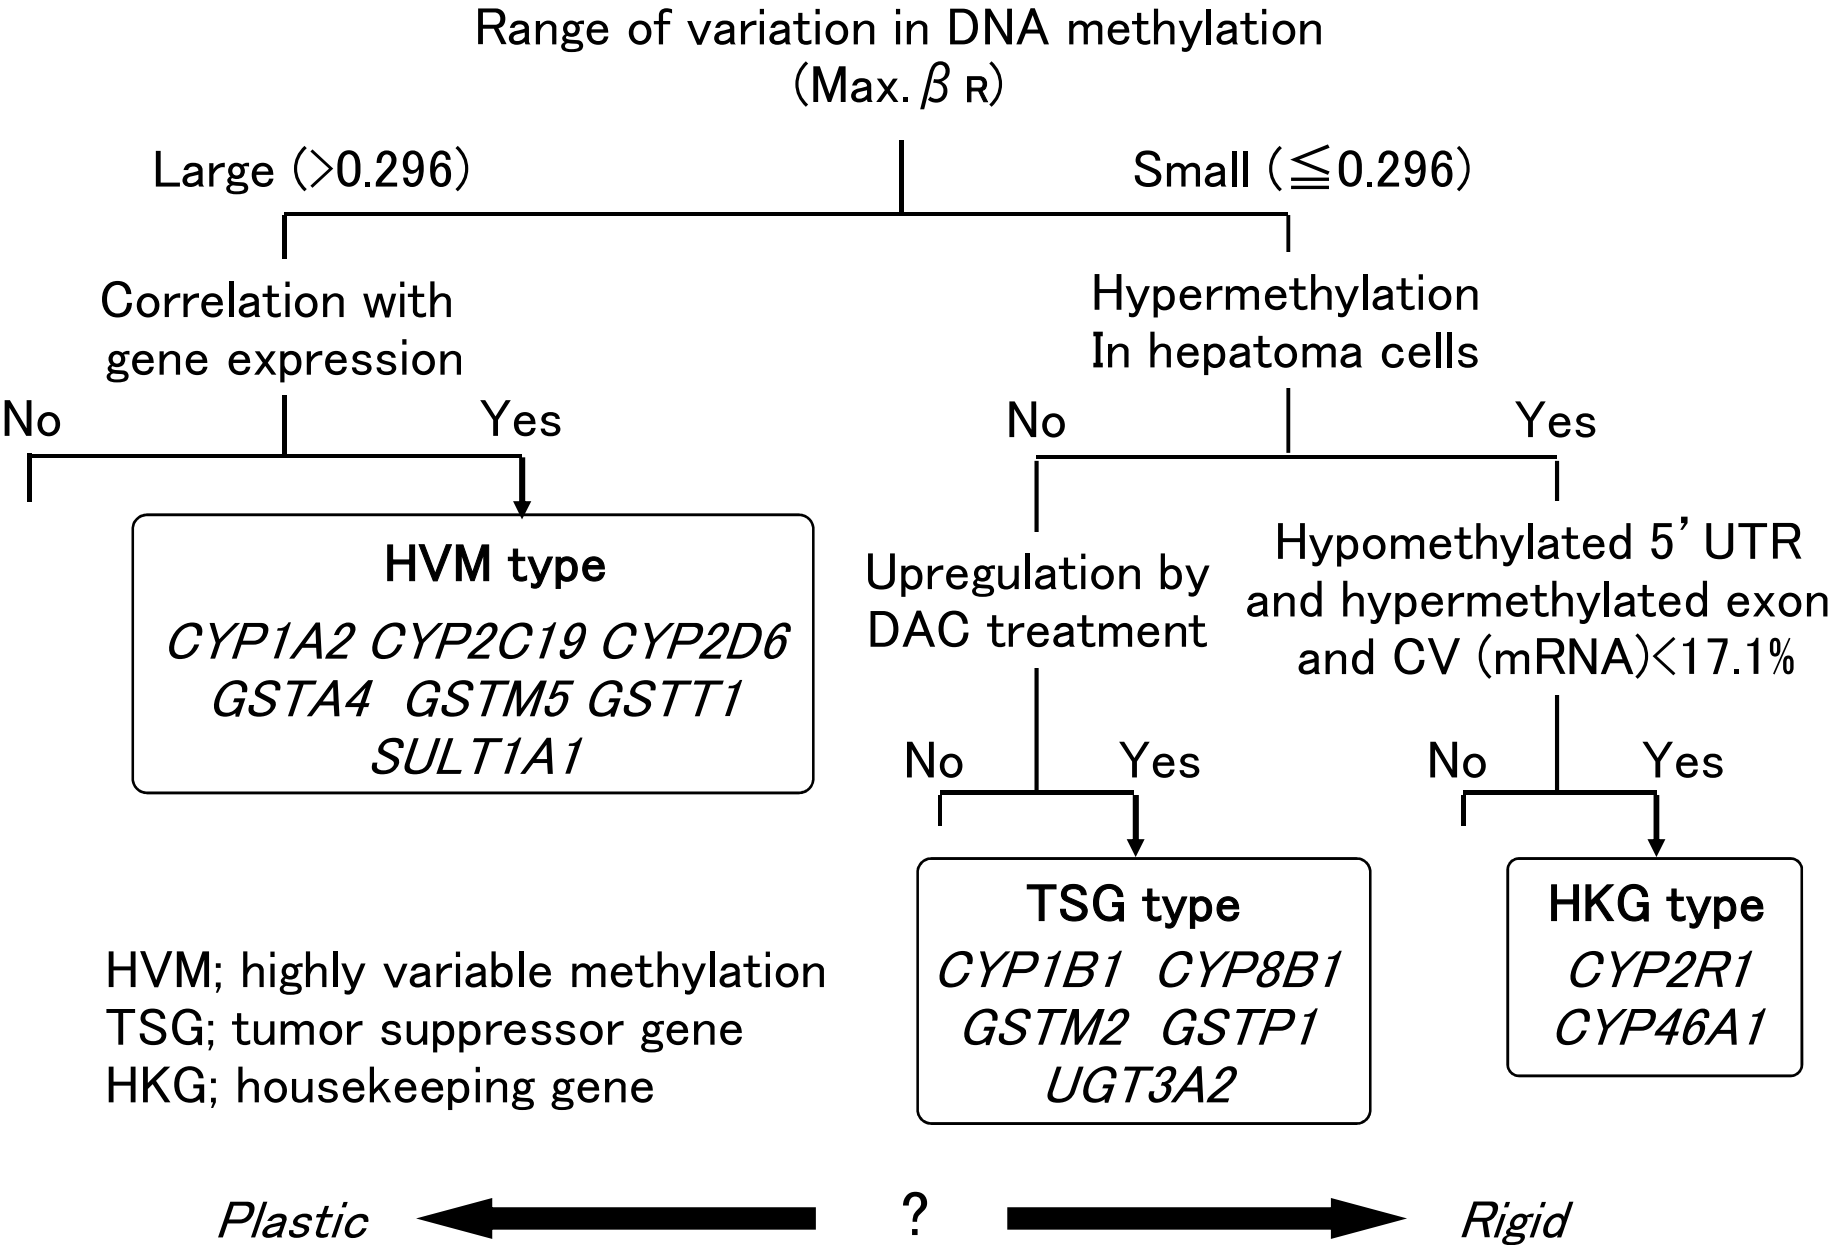 Range of variation in DNA methylation
(Max. β R)
Large (>0.296)
Small (≦0.296)
Correlation with
gene expression
Hypermethylation
In hepatoma cells
No
Yes
No
Yes
HVM type
CYP1A2 CYP2C19 CYP2D6
GSTA4 GSTM5 GSTT1
SULT1A1
Upregulation by
DAC treatment
Hypomethylated 5’ UTR
and hypermethylated exon
and CV (mRNA)<17.1%
No
Yes
No
Yes
TSG type
CYP1B1 CYP8B1
GSTM2 GSTP1
UGT3A2
HKG type
CYP2R1
CYP46A1
HVM; highly variable methylation
TSG; tumor suppressor gene
HKG; housekeeping gene
Plastic
?
Rigid